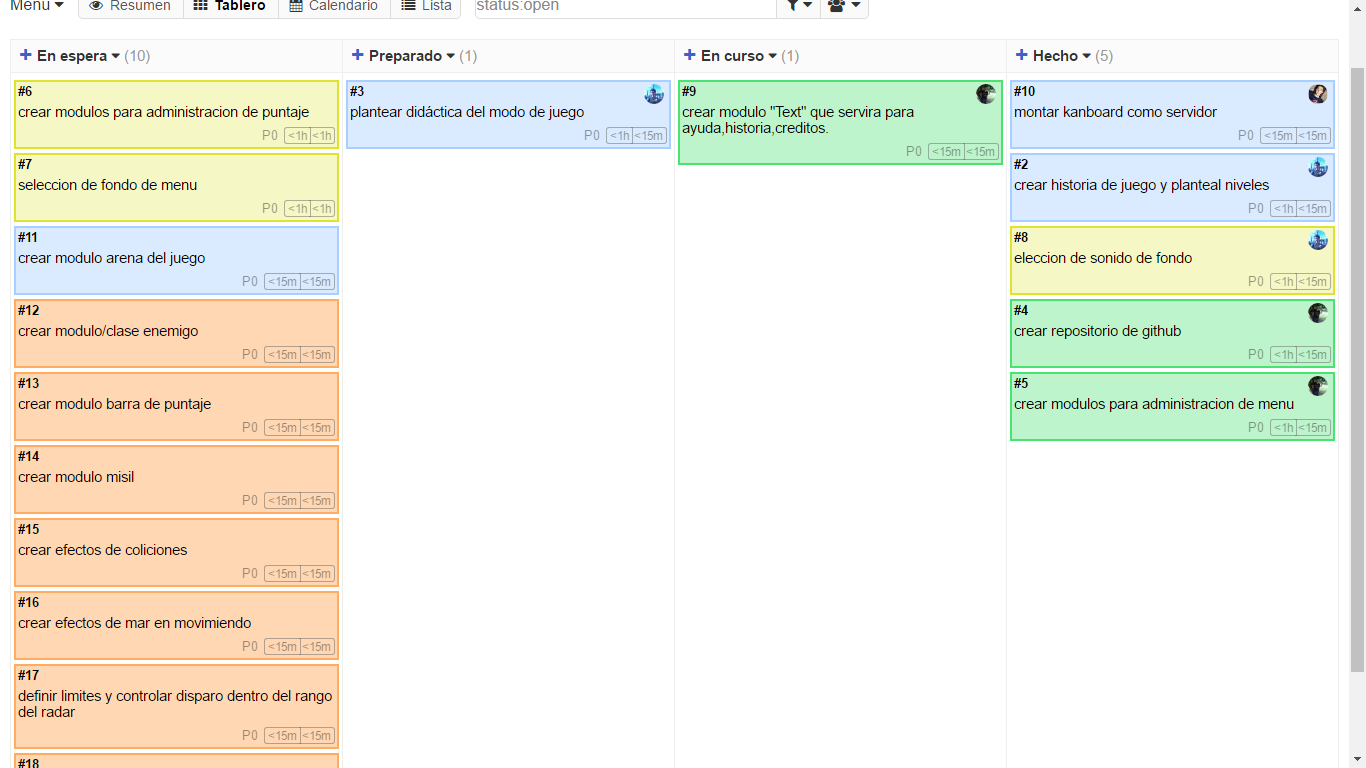 Menú
Resumen
Tablero
Calendario
Lista
status:open
+ En espera (10)
#6
crear modulos para administracion de puntaje
P0 <1h <1h
#7
seleccion de fondo de menu
P0 <1h <1h
#11
crear modulo arena del juego
P0 <15m <15m
#12
crear modulo/clase enemigo
P0 <15m <15m
#13
crear modulo barra de puntaje
P0 <15m <15m
#14
crear modulo misil
P0 <15m <15m
#15
crear efectos de coliciones
P0 <15m <15m
#16
crear efectos de mar en movimiendo
P0 <15m <15m
#17
definir limites y controlar disparo dentro del rango
del radar
P0 <15m <15m
#18
+ Preparado (1)
#3
plantear didáctica del modo de juego
P0 <1h <15m
+ En curso (1)
#9
crear modulo "Text" que servira para
ayuda,historia,creditos.
P0 <15m <15m
+ Hecho (5)
#10
montar kanboard como servidor
P0 <15m <15m
#2
crear historia de juego y planteal niveles
P0 <1h <15m
#8
eleccion de sonido de fondo
P0 <1h <15m
#4
crear repositorio de github
P0 <1h <15m
#5
crear modulos para administracion de menu
P0 <1h <15m